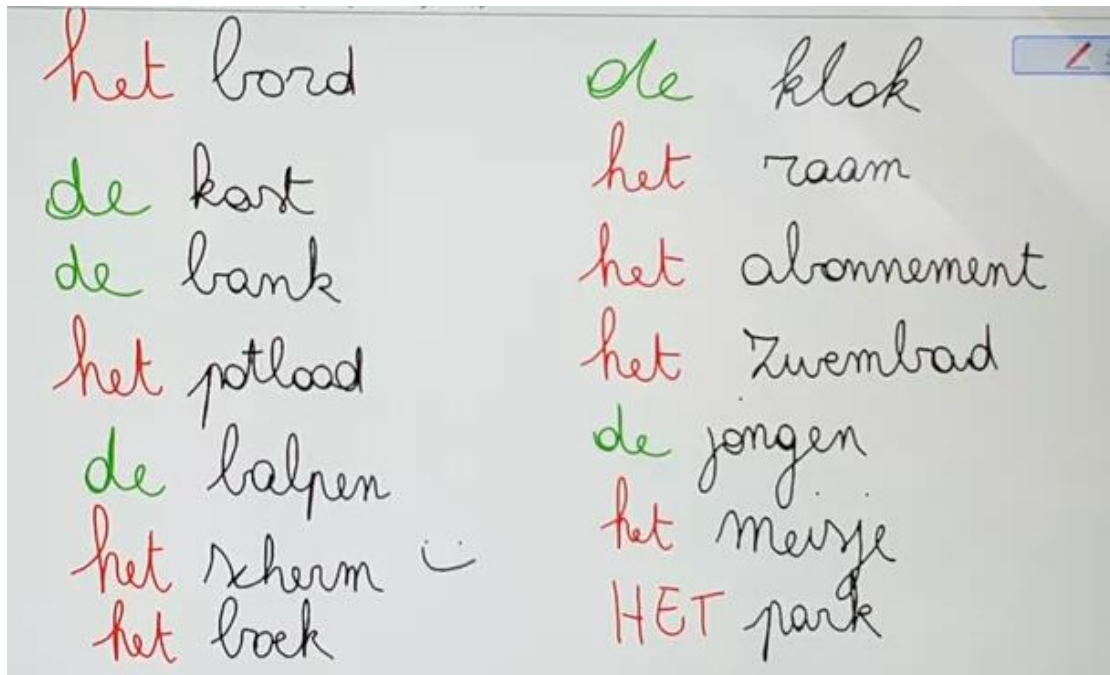 het bord
de kast
de bank
het potlood
de balpen
het scherm
het boek
de klok
het raam
het abonnement
het zwembad
de jongen
het meisje
HET park